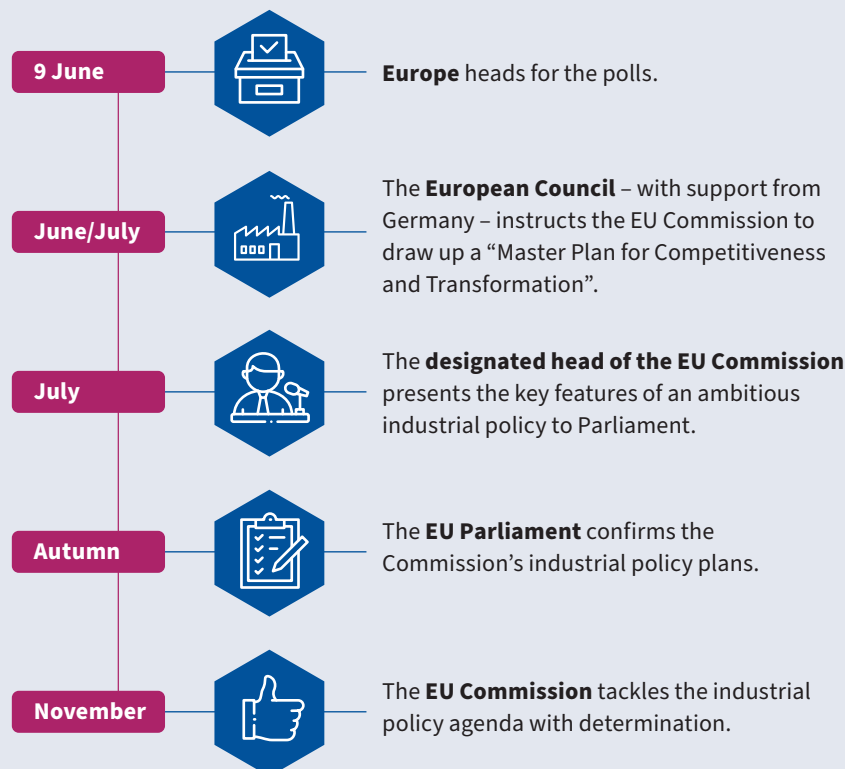 9 June
Europe heads for the polls.
June/July
The European Council – with support from
Germany – instructs the EU Commission to
draw up a “Master Plan for Competitiveness
and Transformation”.
July
The designated head of the EU Commission
presents the key features of an ambitious
industrial policy to Parliament.
Autumn
The EU Parliament confirms the
Commission’s industrial policy plans.
November
The EU Commission tackles the industrial
policy agenda with determination.